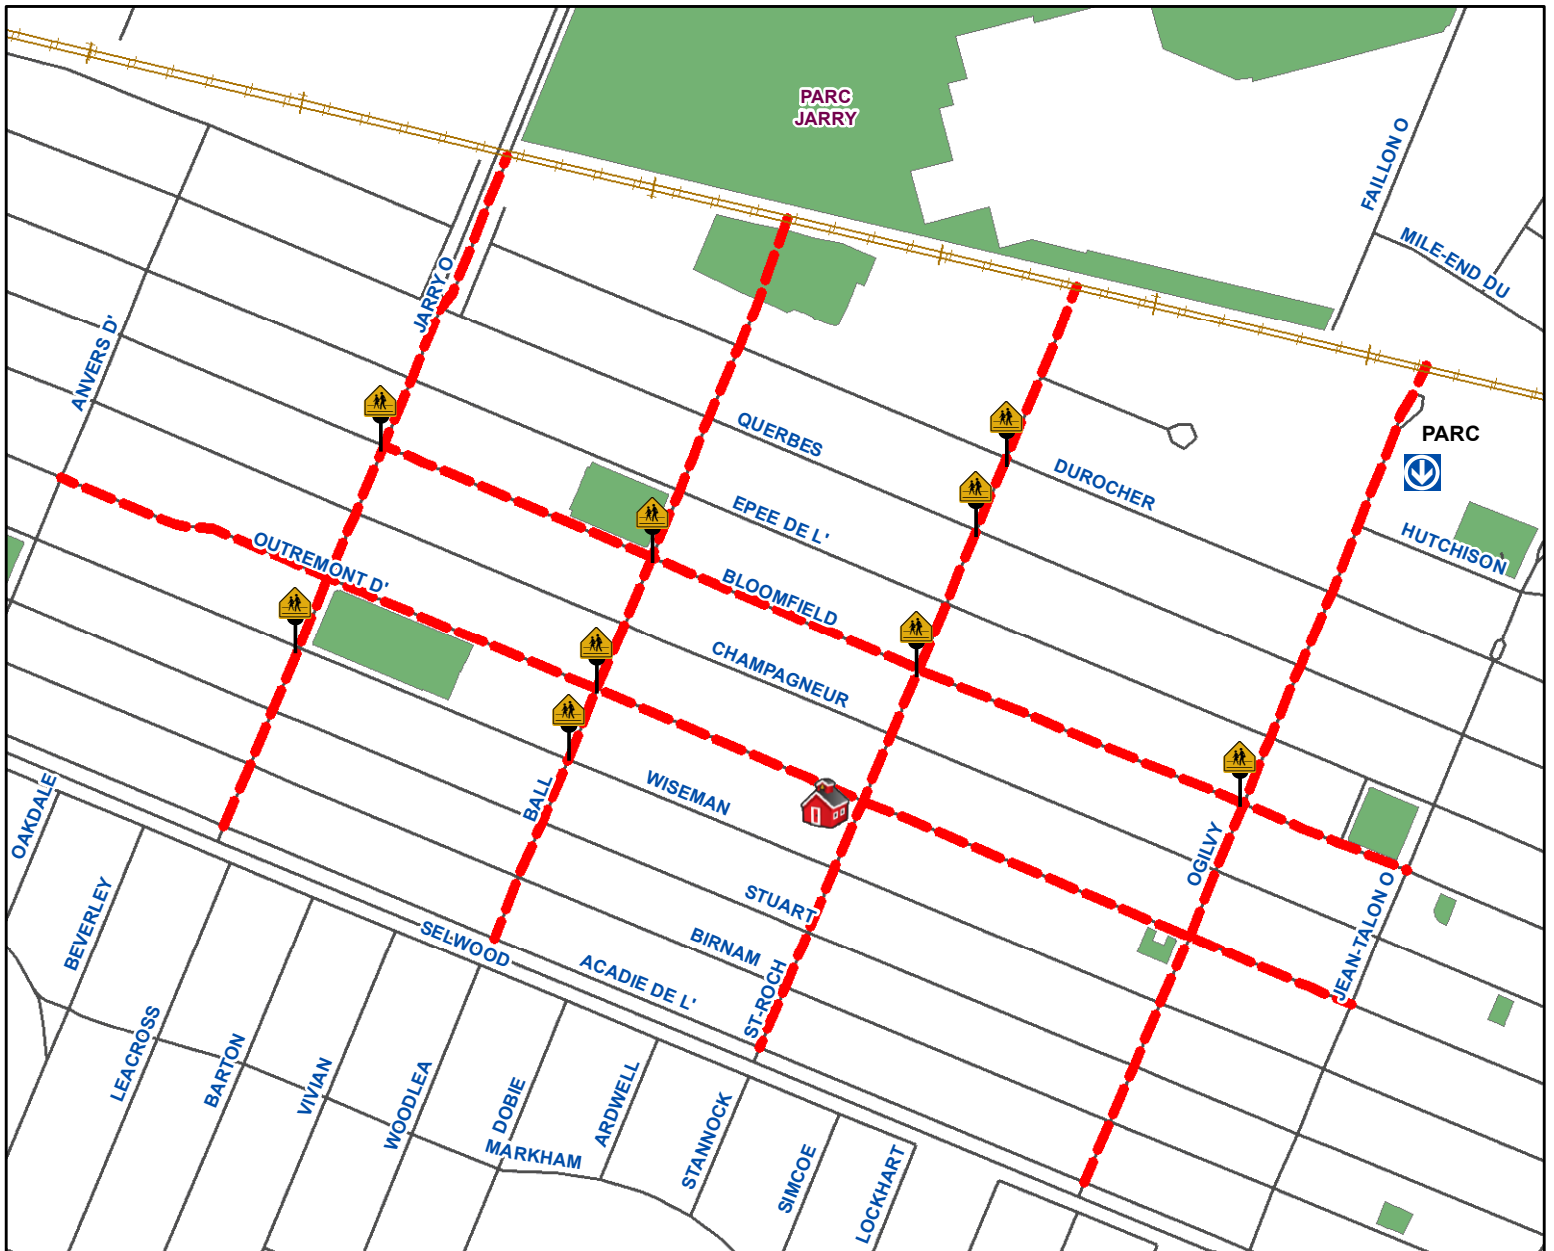 PARC
JARRY
FAILLON O
MILE-END DU
JARRY O
ANVERS D'
PARC
QUERBES
DUROCHER
EPEE DE L'
HUTCHISON
OUTREMONT D'
BLOOMFIELD
CHAMPAGNEUR
WISEMAN
BALL
OGILVY
OAKDALE
STUART
BEVERLEY
SELWOOD
BIRNAM
JEAN-TALON O
ACADIE DE L'
ST-ROCH
LEACROSS
BARTON
VIVIAN
WOODLEA
DOBIE
ARDWELL
MARKHAM
STANNOCK
SIMCOE
LOCKHART